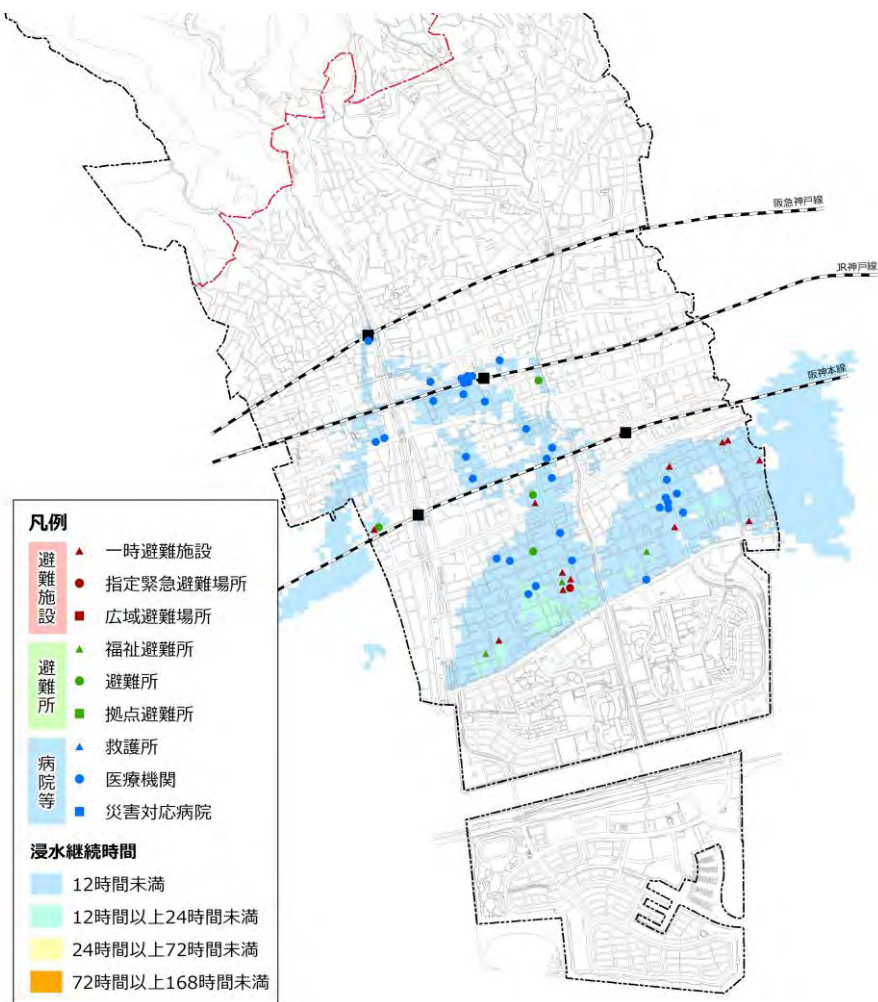 阪急神戸線
JR神戸線
阪神本線
凡例
避難施設
一時避難施設
指定緊急避難場所
広域避難場所
避難所
福祉避難所
避難所
拠点避難所
病院等
救護所
医療機関
災害対応病院
浸水継続時間
12時間未満
12時間以上24時間未満
24時間以上72時間未満
72時間以上168時間未満